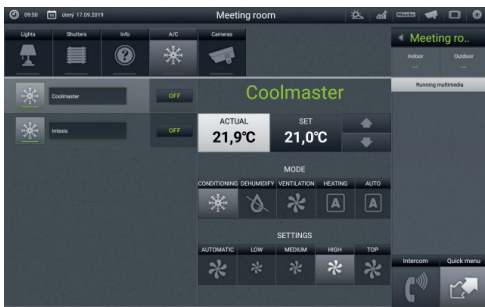 09:50 úterý 17.09.2019 Meeting room
Lights Shutters Info A/C Cameras
Meeting ro..
Indoor Outdoor
--- ---
Running multimedia
Coolmaster OFF
Intesis OFF
Coolmaster
ACTUAL SET
21,9°C 21,0°C
MODE
CONDITIONING DEHUMIDIFY VENTILATION HEATING AUTO
A A
SETTINGS
AUTOMATIC LOW MEDIUM HIGH TOP
Intercom Quick menu